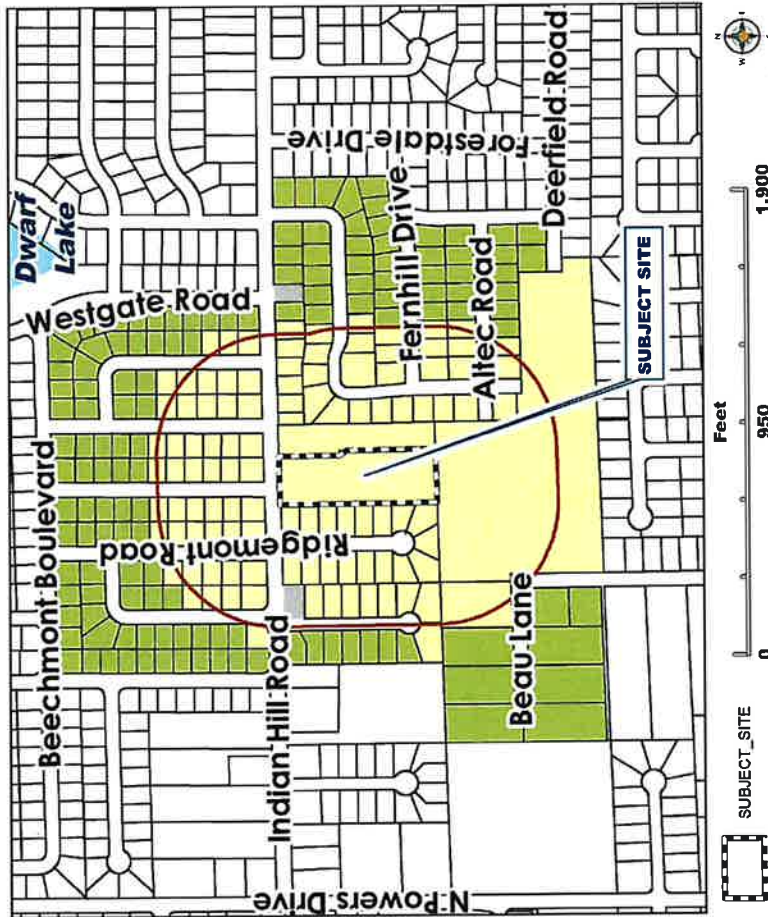 Dwarf
Lake
Westgate Road
Beechmont Boulevard
Ridgemont Road
Indian Hill Road
N Powers Drive
Forestdale Drive
Fernhill Drive
Altec Road
Deerfield Road
Beau Lane
SUBJECT SITE
SUBJECT_SITE
Feet
0
950
1,900
N
W